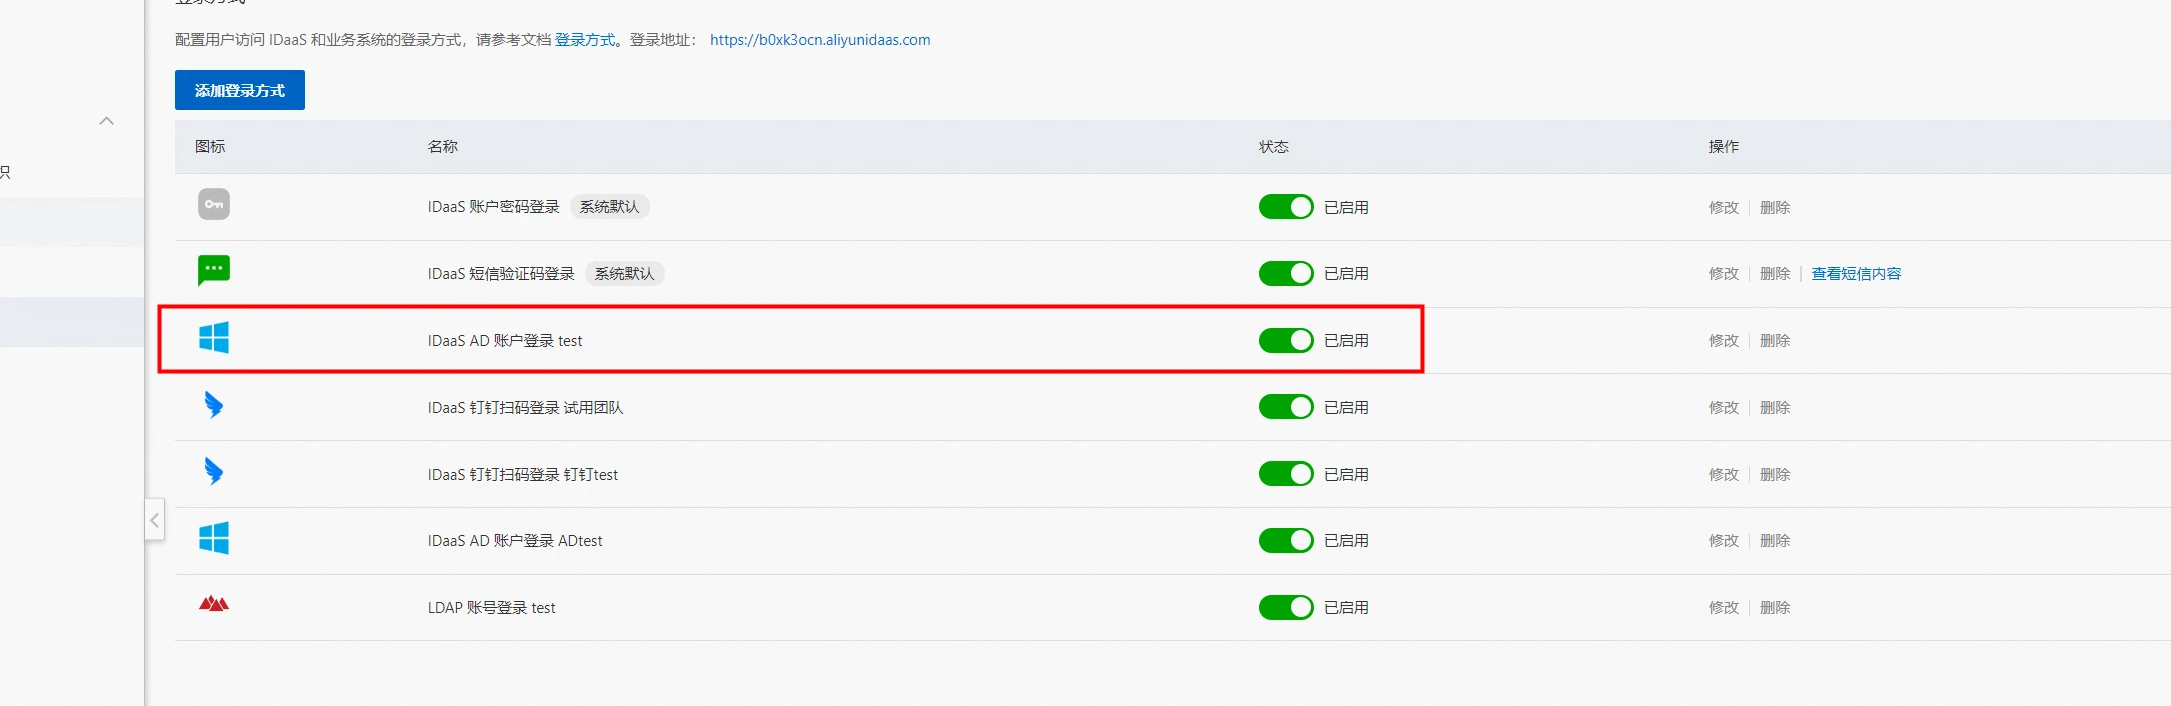 登录方式
配置用户访问 IDaaS 和业务系统的登录方式，请参考文档 登录方式。登录地址： https://b0xk3ocn.aliyunidaas.com
添加登录方式
图标 名称 状态 操作
识
IDaaS 账户密码登录 系统默认 已启用 修改 删除
IDaaS 短信验证码登录 系统默认 已启用 修改 删除 查看短信内容
IDaaS AD 账户登录 test 已启用 修改 删除
IDaaS 钉钉扫码登录 试用团队 已启用 修改 删除
IDaaS 钉钉扫码登录 钉钉test 已启用 修改 删除
IDaaS AD 账户登录 ADtest 已启用 修改 删除
LDAP 账号登录 test 已启用 修改 删除